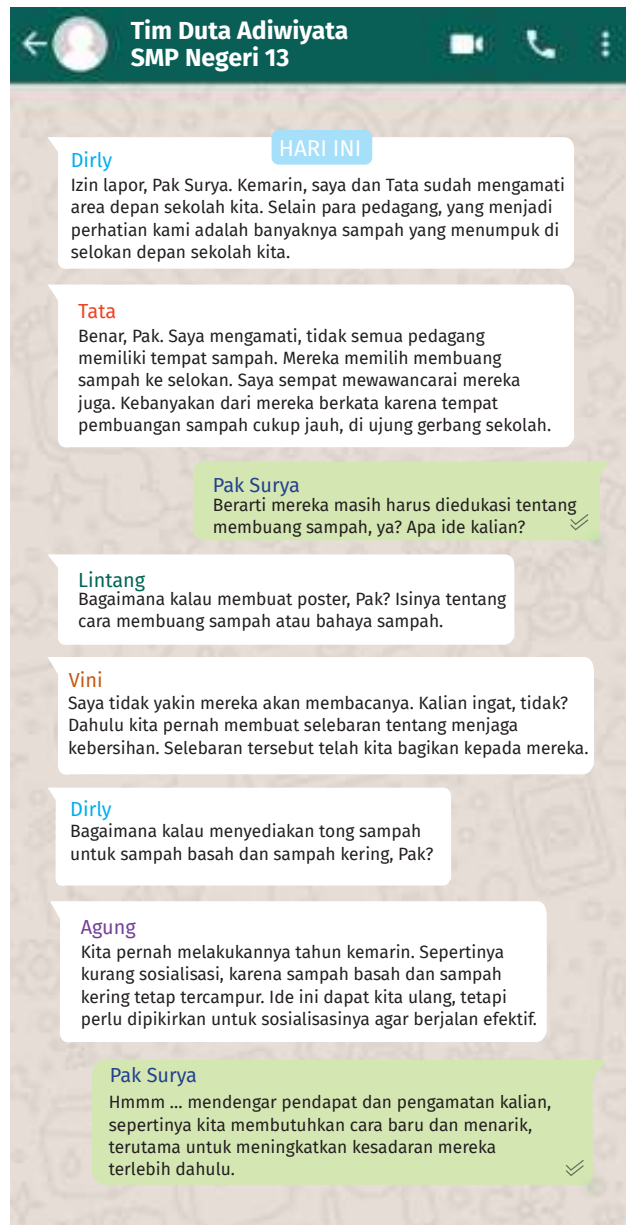 Tim Duta Adiwiyata
SMP Negeri 13
HARI INI
Dirly
Izin lapor, Pak Surya. Kemarin, saya dan Tata sudah mengamati
area depan sekolah kita. Selain para pedagang, yang menjadi
perhatian kami adalah banyaknya sampah yang menumpuk di
selokan depan sekolah kita.
Tata
Benar, Pak. Saya mengamati, tidak semua pedagang
memiliki tempat sampah. Mereka memilih membuang
sampah ke selokan. Saya sempat mewawancarai mereka
juga. Kebanyakan dari mereka berkata karena tempat
pembuangan sampah cukup jauh, di ujung gerbang sekolah.
Pak Surya
Berarti mereka masih harus diedukasi tentang
membuang sampah, ya? Apa ide kalian?
Lintang
Bagaimana kalau membuat poster, Pak? Isinya tentang
cara membuang sampah atau bahaya sampah.
Vini
Saya tidak yakin mereka akan membacanya. Kalian ingat, tidak?
Dahulu kita pernah membuat selebaran tentang menjaga
kebersihan. Selebaran tersebut telah kita bagikan kepada mereka.
Dirly
Bagaimana kalau menyediakan tong sampah
untuk sampah basah dan sampah kering, Pak?
Agung
Kita pernah melakukannya tahun kemarin. Sepertinya
kurang sosialisasi, karena sampah basah dan sampah
kering tetap tercampur. Ide ini dapat kita ulang, tetapi
perlu dipikirkan untuk sosialisasinya agar berjalan efektif.
Pak Surya
Hmmm ... mendengar pendapat dan pengamatan kalian,
sepertinya kita membutuhkan cara baru dan menarik,
terutama untuk meningkatkan kesadaran mereka
terlebih dahulu.